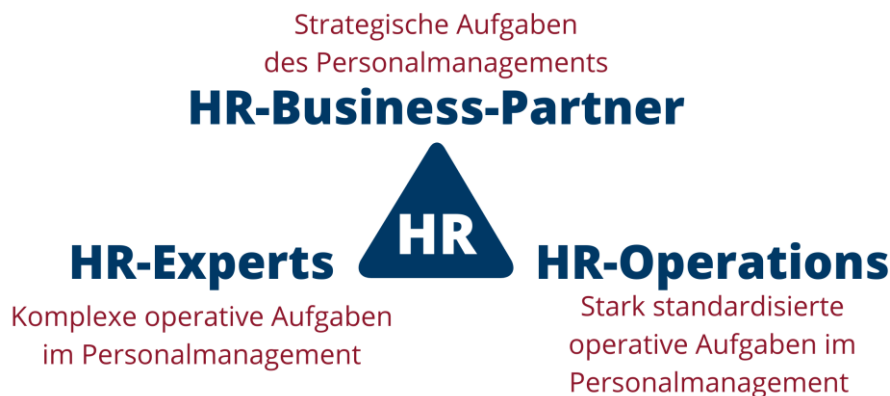 Strategische Aufgaben
des Personalmanagements
HR-Business-Partner
HR
HR-Experts
Komplexe operative Aufgaben
im Personalmanagement
HR-Operations
Stark standardisierte
operative Aufgaben im
Personalmanagement